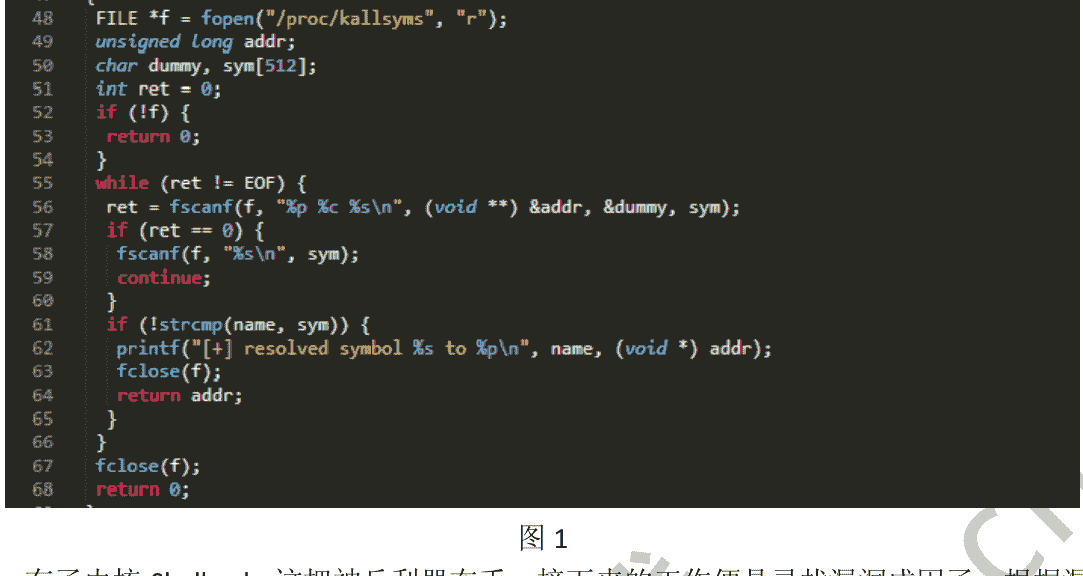 48 FILE *f = fopen("/proc/kallsyms", "r");
49 unsigned long addr;
50 char dummy, sym[512];
51 int ret = 0;
52 if (!f) {
53 return 0;
54 }
55 while (ret != EOF) {
56 ret = fscanf(f, "%p %c %s\n", (void **) &addr, &dummy, sym);
57 if (ret == 0) {
58 fscanf(f, "%s\n", sym);
59 continue;
60 }
61 if (!strcmp(name, sym)) {
62 printf("[+] resolved symbol %s to %p\n", name, (void *) addr);
63 fclose(f);
64 return addr;
65 }
66 }
67 fclose(f);
68 return 0;
图 1